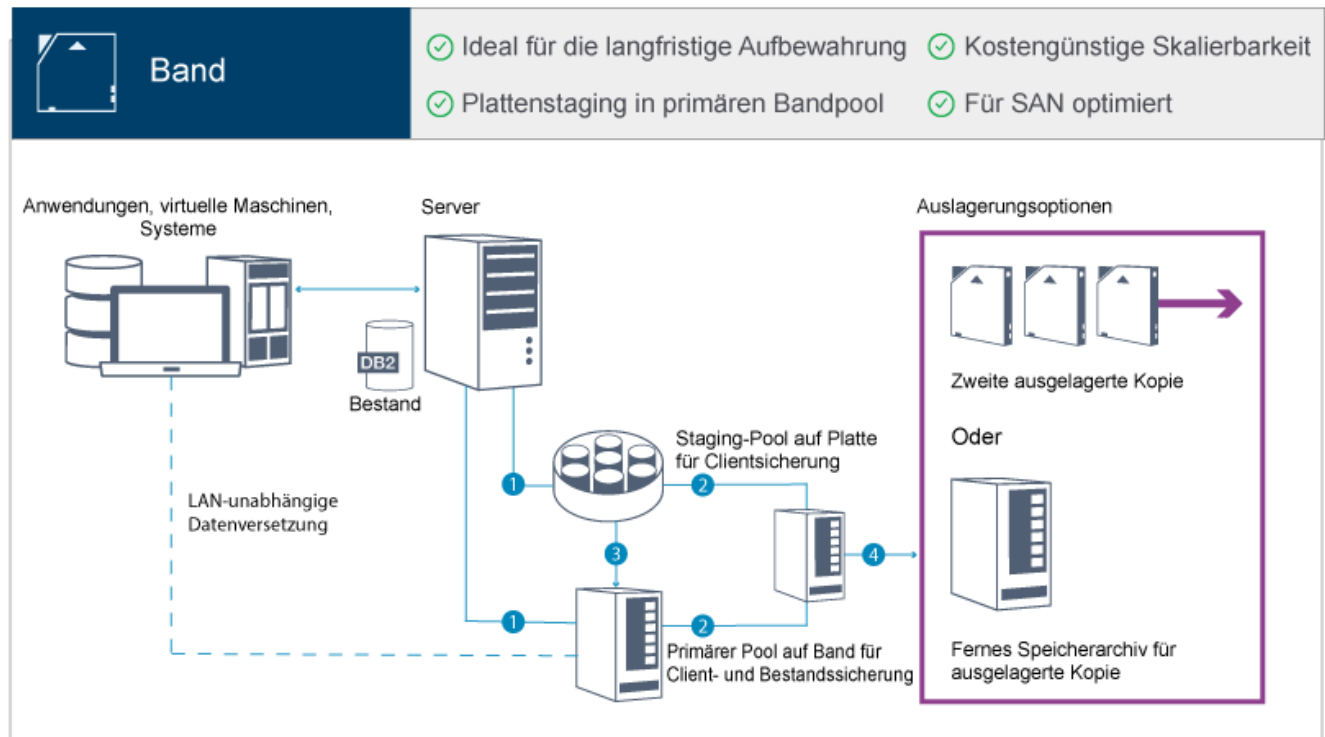 Band
Ideal für die langfristige Aufbewahrung
Kostengünstige Skalierbarkeit
Plattenstaging in primären Bandpool
Für SAN optimiert
Anwendungen, virtuelle Maschinen,
Systeme
Server
Auslagerungsoptionen
DB2
Bestand
Zweite ausgelagerte Kopie
Staging-Pool auf Platte
für Clientsicherung
Oder
1
2
LAN-unabhängige
Datenversetzung
3
4
1
2
Primärer Pool auf Band für
Client- und Bestandssicherung
Fernes Speicherarchiv für
ausgelagerte Kopie